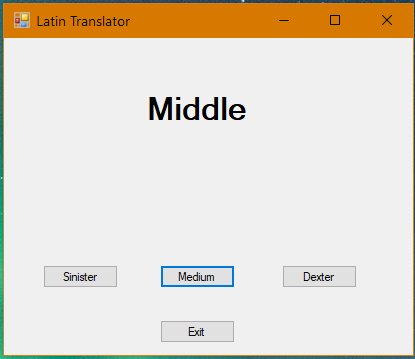 Latin Translator
Middle
Sinister Medium Dexter
Exit